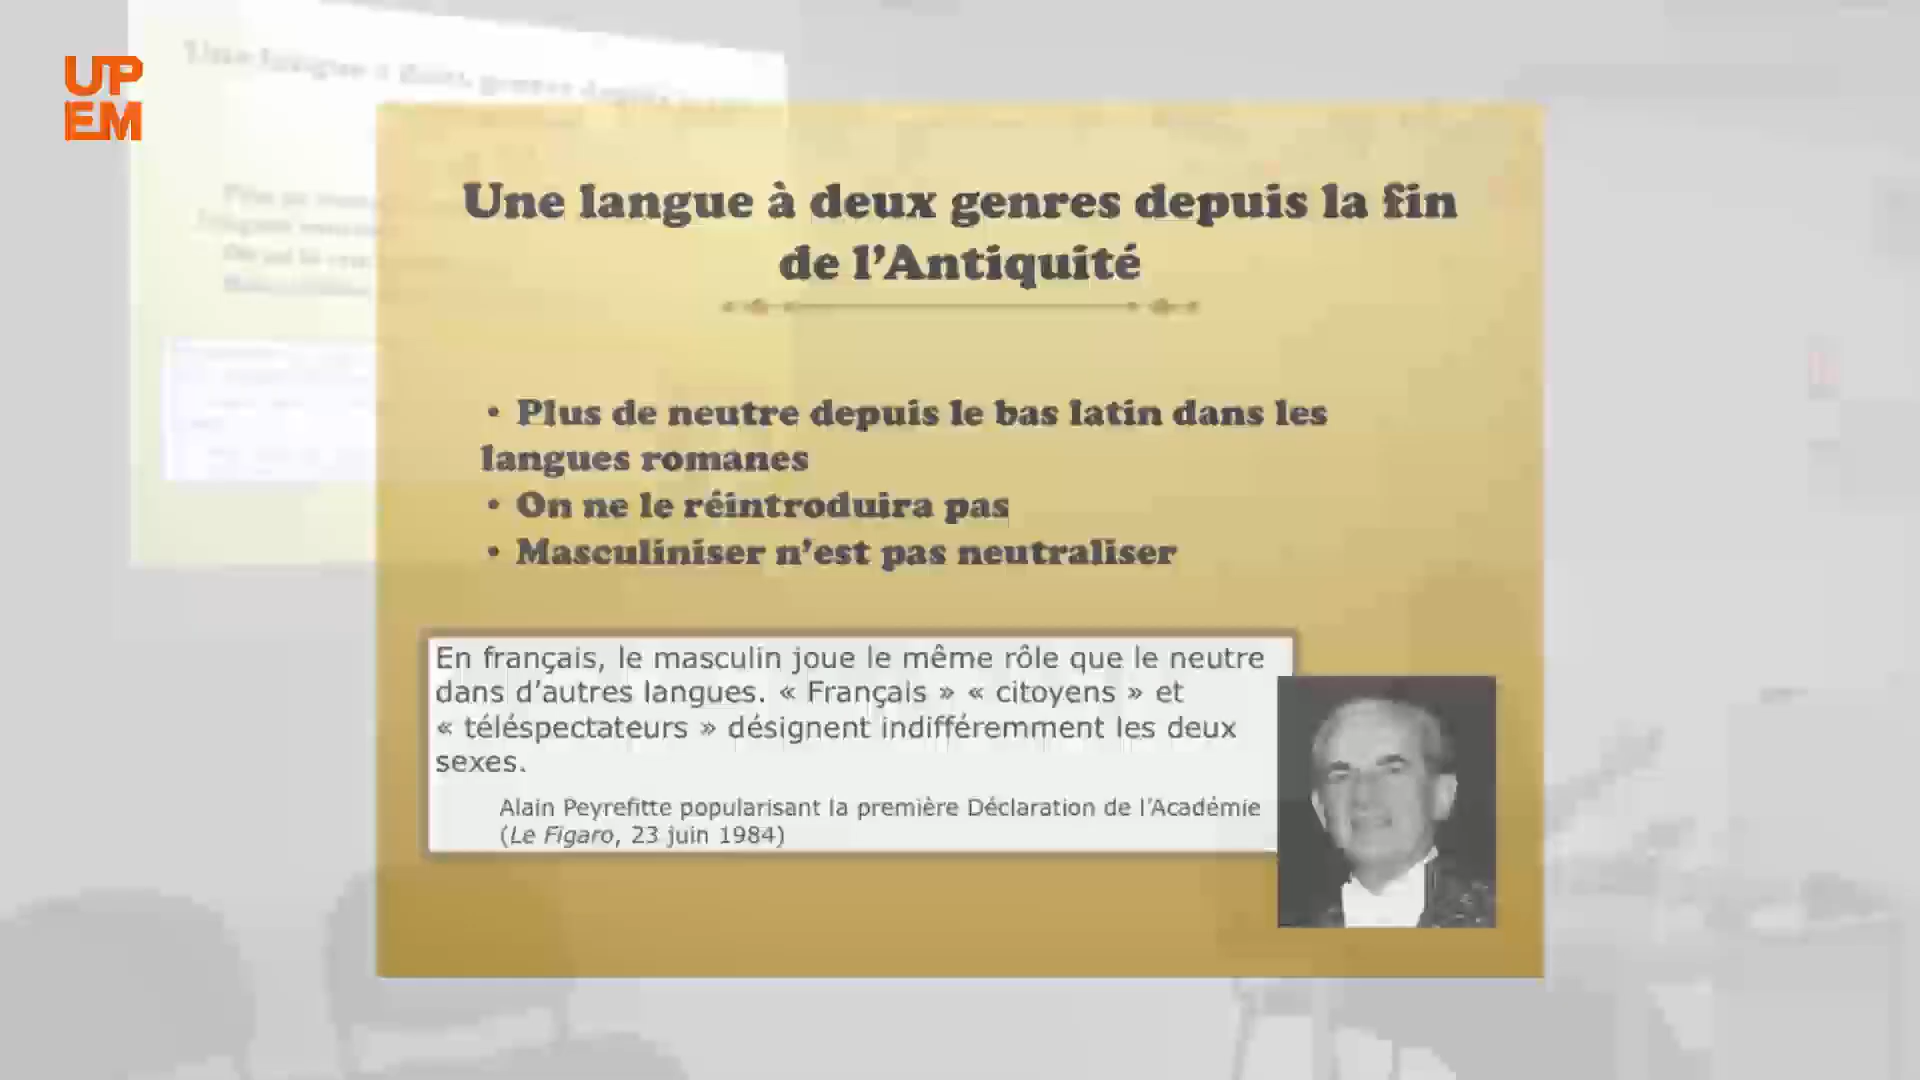 UP
EM
Une langue à deux genres depuis la fin
de l’Antiquité
• Plus de neutre depuis le bas latin dans les
langues romanes
• On ne le réintroduira pas
• Masculiniser n’est pas neutraliser
En français, le masculin joue le même rôle que le neutre
dans d’autres langues. « Français » « citoyens » et
« téléspectateurs » désignent indifféremment les deux
sexes.
Alain Peyrefitte popularisant la première Déclaration de l’Académie
(Le Figaro, 23 juin 1984)